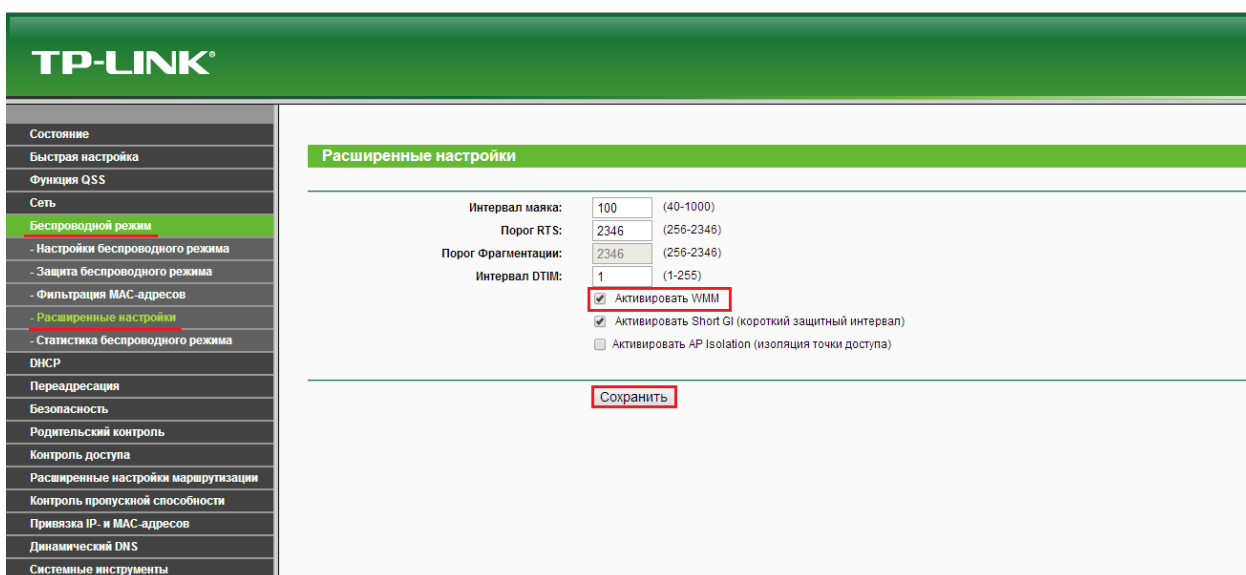 TP-LINK®
Состояние
Быстрая настройка
Функция QSS
Сеть
Беспроводной режим
- Настройки беспроводного режима
- Защита беспроводного режима
- Фильтрация MAC-адресов
- Расширенные настройки
- Статистика беспроводного режима
DHCP
Переадресация
Безопасность
Родительский контроль
Контроль доступа
Расширенные настройки маршрутизации
Контроль пропускной способности
Привязка IP- и MAC-адресов
Динамический DNS
Системные инструменты
Расширенные настройки
Интервал маяка: 100 (40-1000)
Порог RTS: 2346 (256-2346)
Порог Фрагментации: 2346 (256-2346)
Интервал DTIM: 1 (1-255)
Активировать WMM
Активировать Short GI (короткий защитный интервал)
Активировать AP Isolation (изоляция точки доступа)
Сохранить